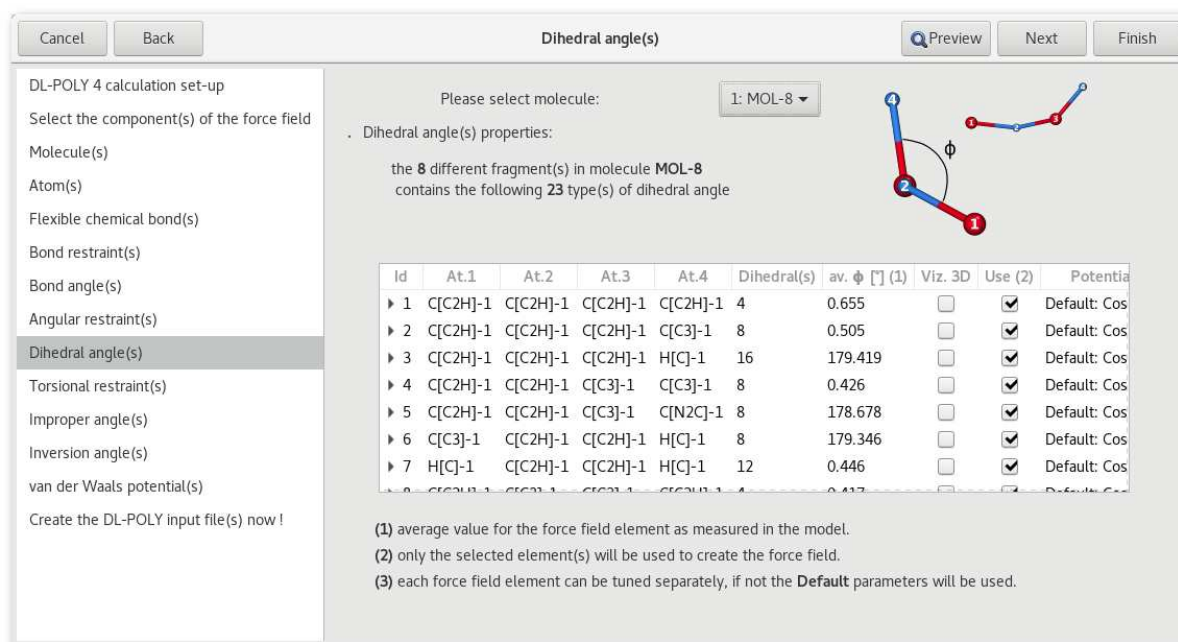 Cancel Back Dihedral angle(s) Preview Next Finish
DL-POLY 4 calculation set-up
Select the component(s) of the force field
Molecule(s)
Atom(s)
Flexible chemical bond(s)
Bond restraint(s)
Bond angle(s)
Angular restraint(s)
Dihedral angle(s)
Torsional restraint(s)
Improper angle(s)
Inversion angle(s)
van der Waals potential(s)
Create the DL-POLY input file(s) now !
Please select molecule: 1: MOL-8
. Dihedral angle(s) properties:
the 8 different fragment(s) in molecule MOL-8
contains the following 23 type(s) of dihedral angle
4 ϕ 2 1
1 2 3 4
Id At.1 At.2 At.3 At.4 Dihedral(s) av. ϕ [°] (1) Viz. 3D Use (2) Potentia
1 C[C2H]-1 C[C2H]-1 C[C2H]-1 C[C2H]-1 4 0.655 Default: Cos
2 C[C2H]-1 C[C2H]-1 C[C2H]-1 C[C3]-1 8 0.505 Default: Cos
3 C[C2H]-1 C[C2H]-1 C[C2H]-1 H[C]-1 16 179.419 Default: Cos
4 C[C2H]-1 C[C2H]-1 C[C3]-1 C[C3]-1 8 0.426 Default: Cos
5 C[C2H]-1 C[C2H]-1 C[C3]-1 C[N2C]-1 8 178.678 Default: Cos
6 C[C3]-1 C[C2H]-1 C[C2H]-1 H[C]-1 8 179.346 Default: Cos
7 H[C]-1 C[C2H]-1 C[C2H]-1 H[C]-1 12 0.446 Default: Cos
(1) average value for the force field element as measured in the model.
(2) only the selected element(s) will be used to create the force field.
(3) each force field element can be tuned separately, if not the Default parameters will be used.